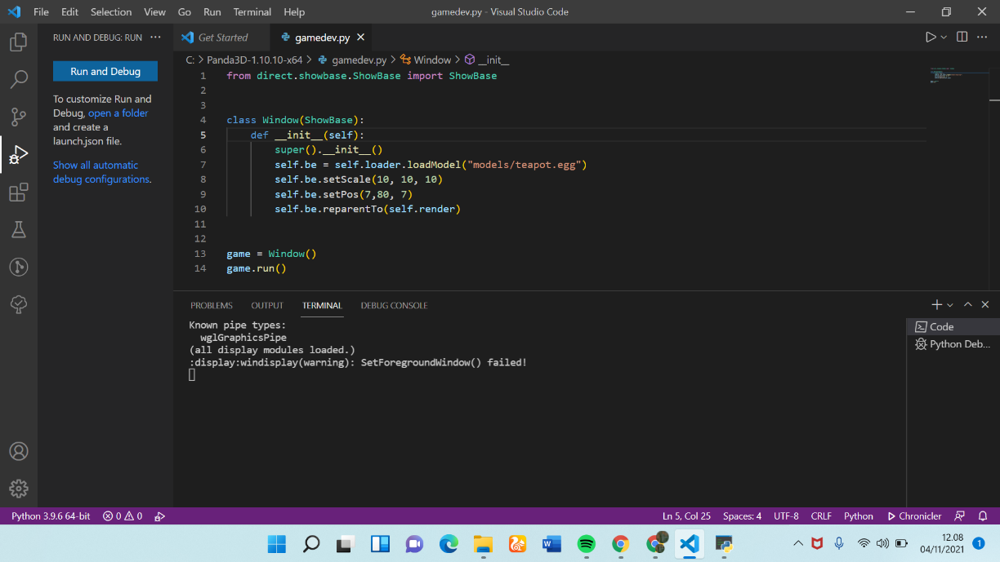 File Edit Selection View Go Run Terminal Help
gamedev.py - Visual Studio Code
RUN AND DEBUG: RUN ···
Run and Debug
To customize Run and
Debug, open a folder
and create a
launch.json file.
Show all automatic
debug configurations.
Get Started
gamedev.py
C: > Panda3D-1.10.10-x64 > gamedev.py > Window > __init__
1 from direct.showbase.ShowBase import ShowBase
2
3
4 class Window(ShowBase):
5     def __init__(self):
6         super().__init__()
7         self.be = self.loader.loadModel("models/teapot.egg")
8         self.be.setScale(10, 10, 10)
9         self.be.setPos(7,80, 7)
10         self.be.reparentTo(self.render)
11
12
13 game = Window()
14 game.run()
PROBLEMS OUTPUT TERMINAL DEBUG CONSOLE
Known pipe types:
  wglGraphicsPipe
(all display modules loaded.)
:display:windisplay(warning): SetForegroundWindow() failed!
Code
Python Deb...
Python 3.9.6 64-bit 0 0
Ln 5, Col 25 Spaces: 4 UTF-8 CRLF Python Chronicler
12.08
04/11/2021
1